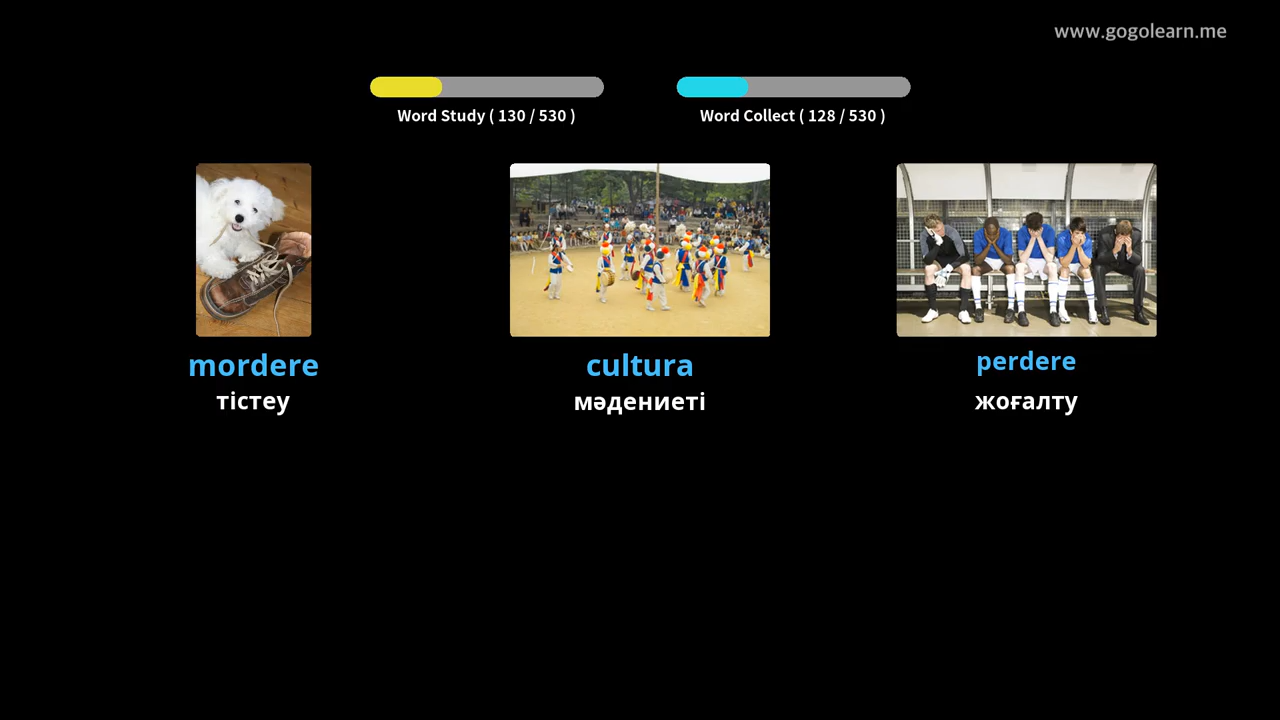 www.gogolearn.me
Word Study ( 130 / 530 )
Word Collect ( 128 / 530 )
mordere
тістеу
cultura
мәдениеті
perdere
жоғалту